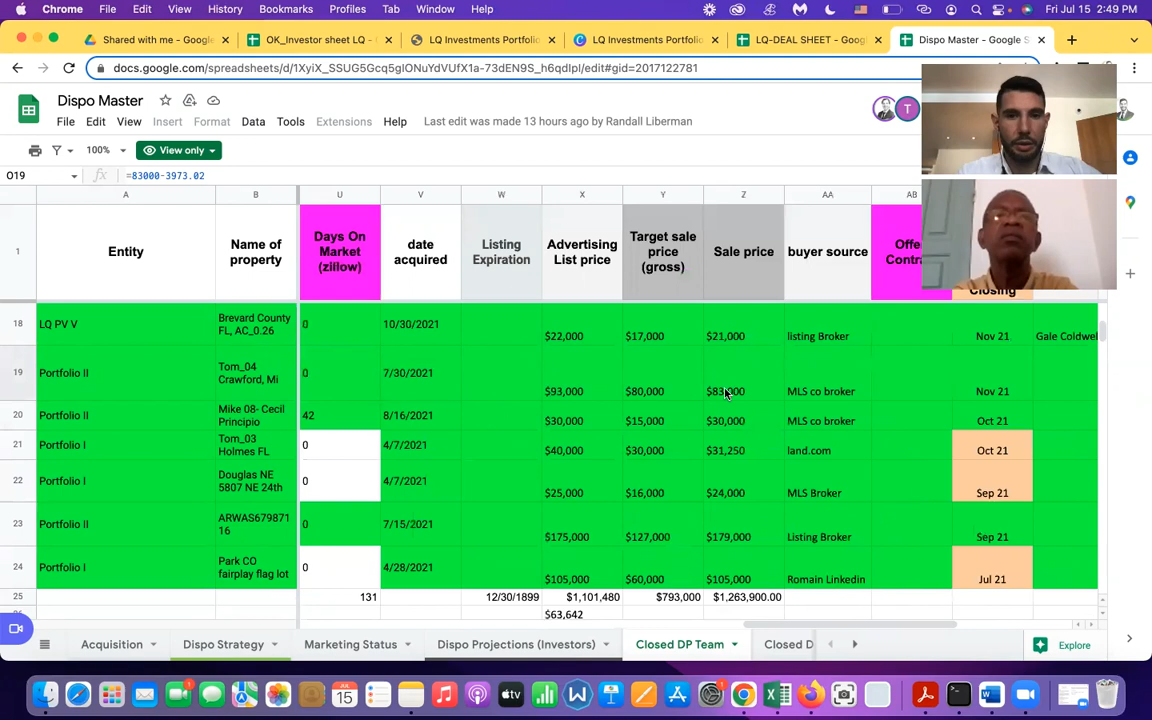 Chrome File Edit View History Bookmarks Profiles Tab Window Help Fri Jul 15 2:49 PM
Shared with me - Google OK_Investor sheet LQ - LQ Investments Portfolio LQ Investments Portfolio LQ-DEAL SHEET - Google Dispo Master - Google S
docs.google.com/spreadsheets/d/1XyiX_SSUG5Gcq5glONuYdVUfX1a-73dEN9S_h6qdIpI/edit#gid=2017122781
Dispo Master
File Edit View Insert Format Data Tools Extensions Help Last edit was made 13 hours ago by Randall Liberman
T
100% View only
O19 fx =83000-3973.02
A B U V W X Y Z AA AB
1 Entity Name of property Days On Market (zillow) date acquired Listing Expiration Advertising List price Target sale price (gross) Sale price buyer source
Closing
18 LQ PV V Brevard County FL, AC_0.26 0 10/30/2021 $22,000 $17,000 $21,000 listing Broker Nov 21 Gale Coldwel
19 Portfolio II Tom_04 Crawford, Mi 0 7/30/2021 $93,000 $80,000 $83,000 MLS co broker Nov 21
20 Portfolio II Mike 08- Cecil Principio 42 8/16/2021 $30,000 $15,000 $30,000 MLS co broker Oct 21
21 Portfolio I Tom_03 Holmes FL 0 4/7/2021 $40,000 $30,000 $31,250 land.com Oct 21
22 Portfolio I Douglas NE 5807 NE 24th 0 4/7/2021 $25,000 $16,000 $24,000 MLS Broker Sep 21
23 Portfolio II ARWAS679871 16 0 7/15/2021 $175,000 $127,000 $179,000 Listing Broker Sep 21
24 Portfolio I Park CO fairplay flag lot 0 4/28/2021 $105,000 $60,000 $105,000 Romain Linkedin Jul 21
25 131 12/30/1899 $1,101,480 $793,000 $1,263,900.00
$63,642
Acquisition Dispo Strategy Marketing Status Dispo Projections (Investors) Closed DP Team Closed D Explore
JUL
15